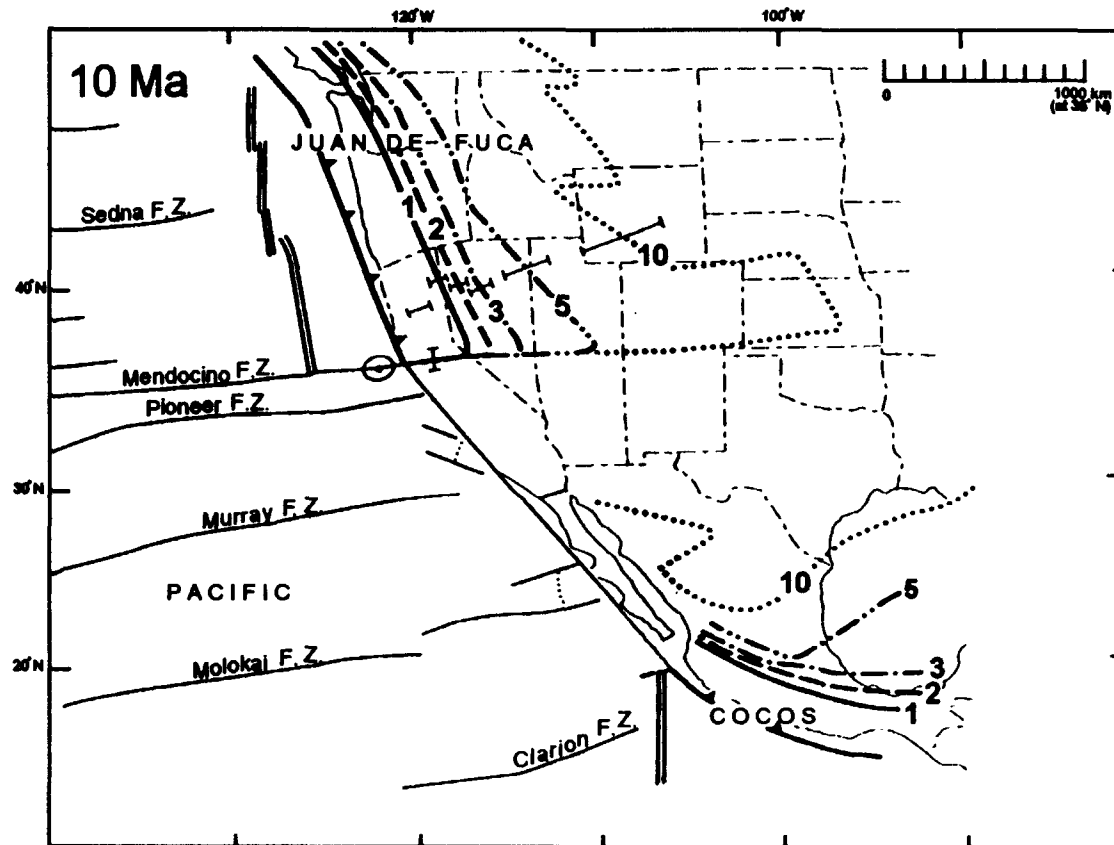 120°W
100°W
10 Ma
0
1000 km
(at 35° N)
JUAN DE FUCA
Sedna F.Z.
1
2
10
40°N
3
5
Mendocino F.Z.
Pioneer F.Z.
30°N
Murray F.Z.
10
PACIFIC
5
Molokai F.Z.
20°N
3
2
1
COCOS
Clarion F.Z.